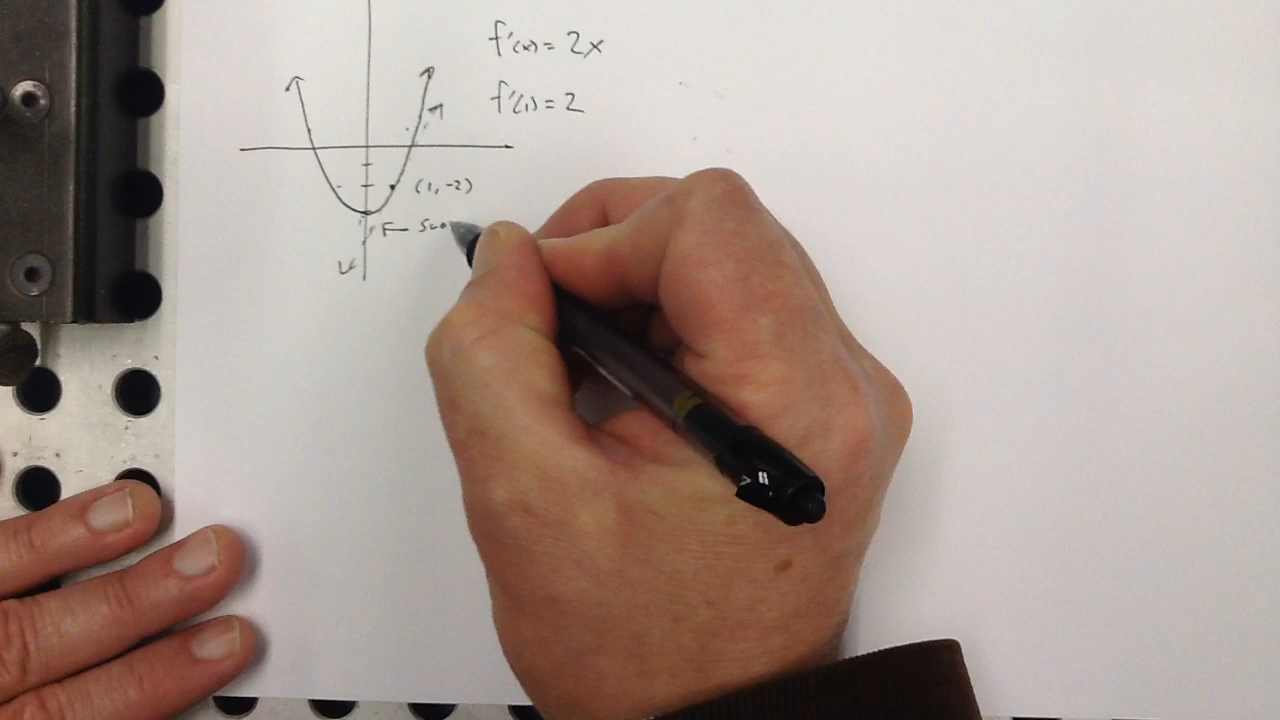 f'(x) = 2x
f'(1) = 2
(1, -2)